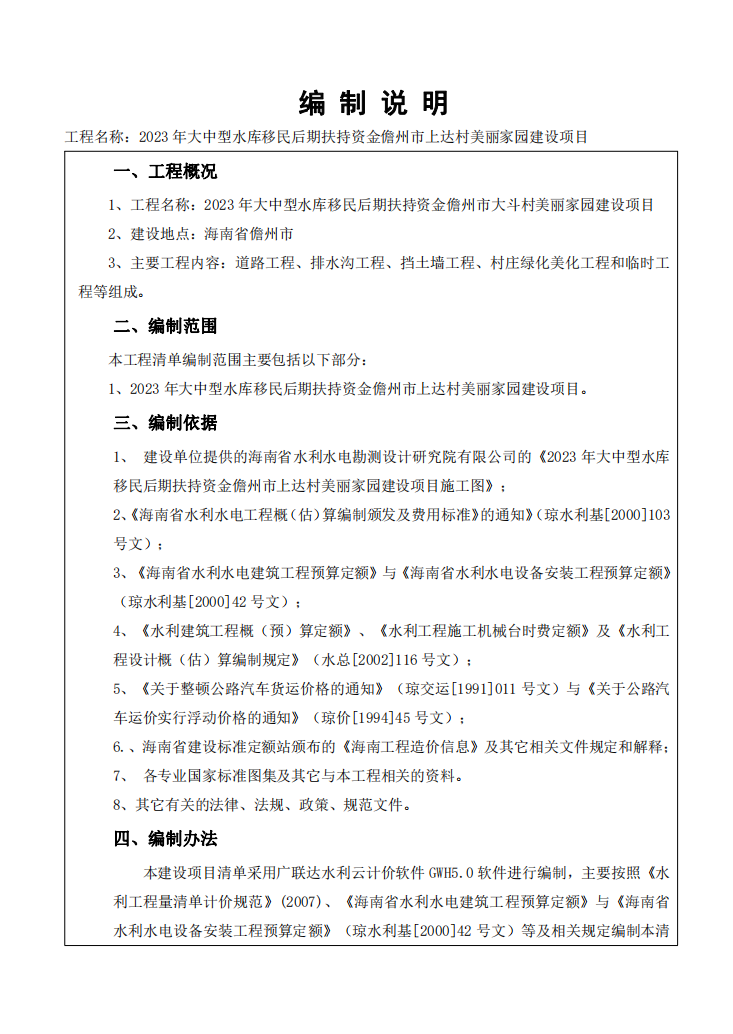 编 制 说 明
工程名称：2023 年大中型水库移民后期扶持资金儋州市上达村美丽家园建设项目
一、工程概况
1、工程名称：2023 年大中型水库移民后期扶持资金儋州市大斗村美丽家园建设项目
2、建设地点：海南省儋州市
3、主要工程内容：道路工程、排水沟工程、挡土墙工程、村庄绿化美化工程和临时工
程等组成。
二、编制范围
本工程清单编制范围主要包括以下部分：
1、2023 年大中型水库移民后期扶持资金儋州市上达村美丽家园建设项目。
三、编制依据
1、 建设单位提供的海南省水利水电勘测设计研究院有限公司的《2023 年大中型水库
移民后期扶持资金儋州市上达村美丽家园建设项目施工图》；
2、《海南省水利水电工程概（估）算编制颁发及费用标准》的通知》（琼水利基[2000]103
号文）；
3、《海南省水利水电建筑工程预算定额》与《海南省水利水电设备安装工程预算定额》
（琼水利基[2000]42 号文）；
4、《水利建筑工程概（预）算定额》、《水利工程施工机械台时费定额》及《水利工
程设计概（估）算编制规定》（水总[2002]116 号文）；
5、《关于整顿公路汽车货运价格的通知》（琼交运[1991]011 号文）与《关于公路汽
车运价实行浮动价格的通知》（琼价[1994]45 号文）；
6.、海南省建设标准定额站颁布的《海南工程造价信息》及其它相关文件规定和解释；
7、 各专业国家标准图集及其它与本工程相关的资料。
8、其它有关的法律、法规、政策、规范文件。
四、编制办法
本建设项目清单采用广联达水利云计价软件 GWH5.0 软件进行编制，主要按照《水
利工程量清单计价规范》(2007)、《海南省水利水电建筑工程预算定额》与《海南省
水利水电设备安装工程预算定额》（琼水利基[2000]42 号文）等及相关规定编制本清